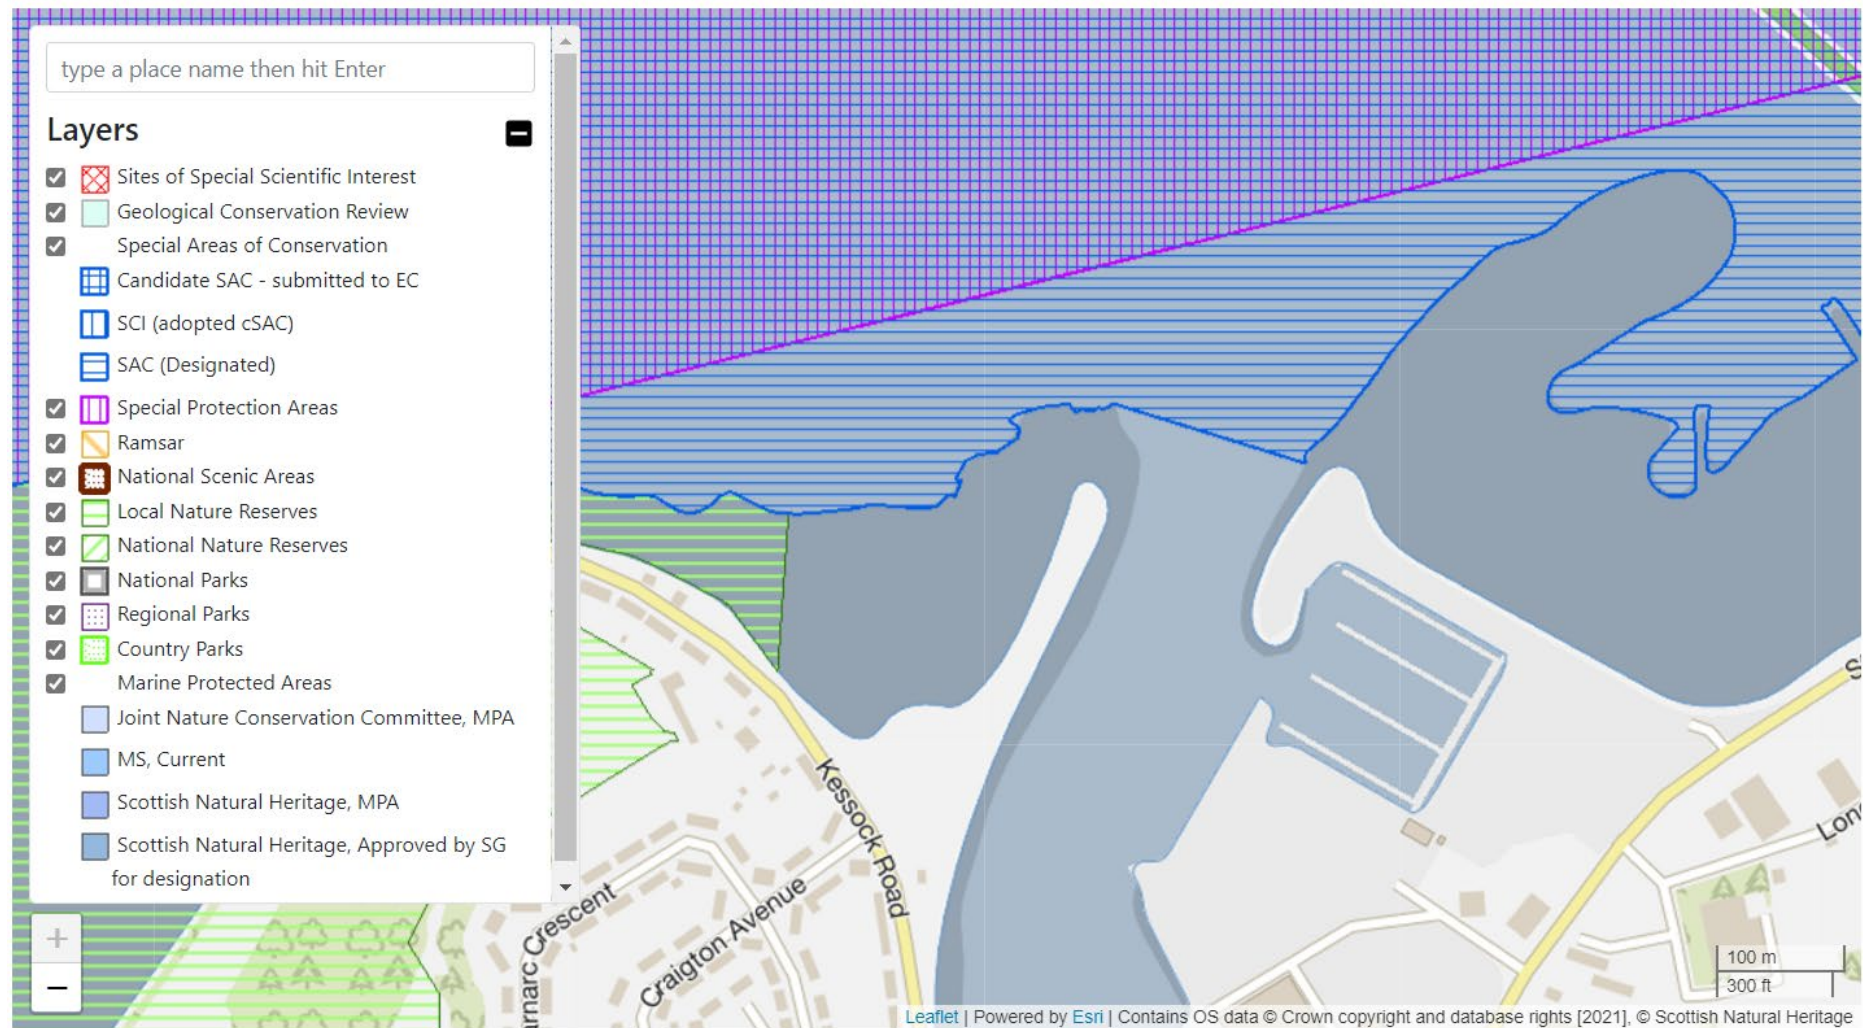 type a place name then hit Enter
Layers
Sites of Special Scientific Interest
Geological Conservation Review
Special Areas of Conservation
Candidate SAC - submitted to EC
SCI (adopted cSAC)
SAC (Designated)
Special Protection Areas
Ramsar
National Scenic Areas
Local Nature Reserves
National Nature Reserves
National Parks
Regional Parks
Country Parks
Marine Protected Areas
Joint Nature Conservation Committee, MPA
MS, Current
Scottish Natural Heritage, MPA
Scottish Natural Heritage, Approved by SG
for designation
+
−
Kessock Road
Craigton Avenue
arnarc Crescent
Lon
S
100 m
300 ft
Leaflet | Powered by Esri | Contains OS data © Crown copyright and database rights [2021], © Scottish Natural Heritage